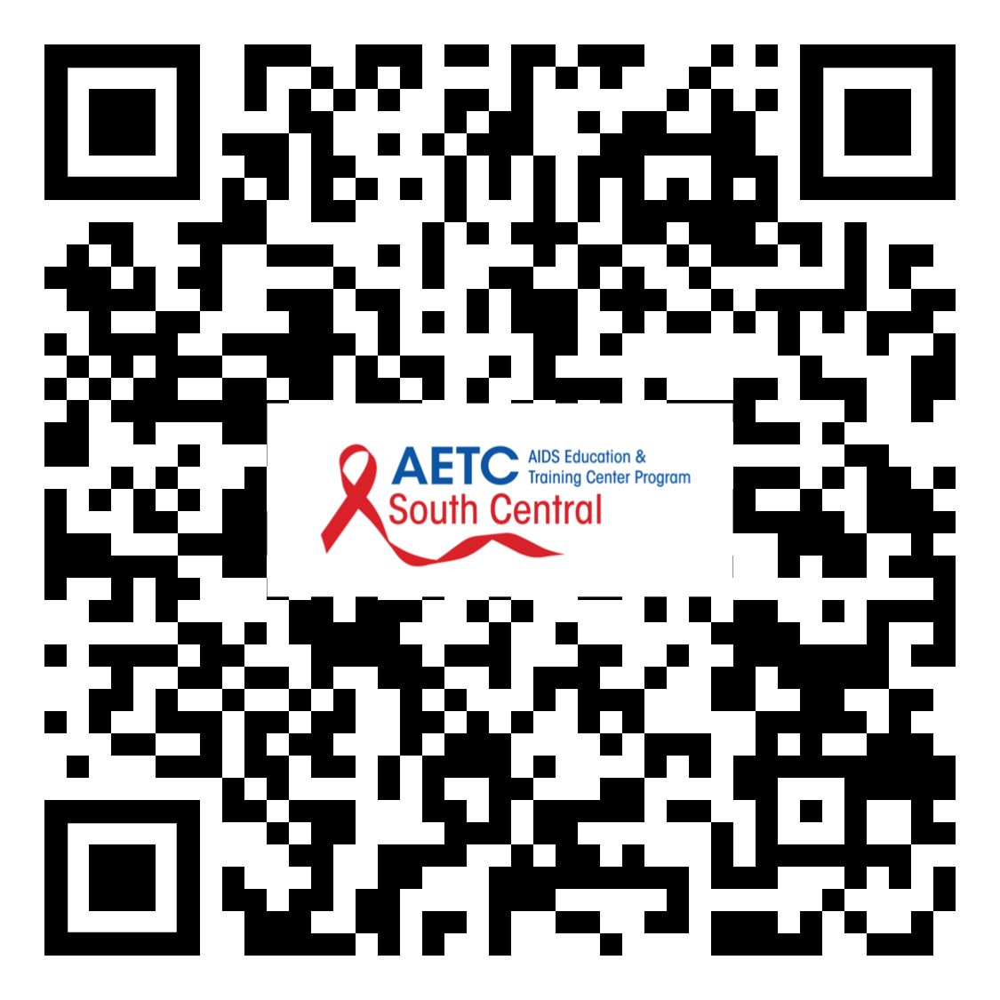 AETC
AIDS Education &
Training Center Program
South Central